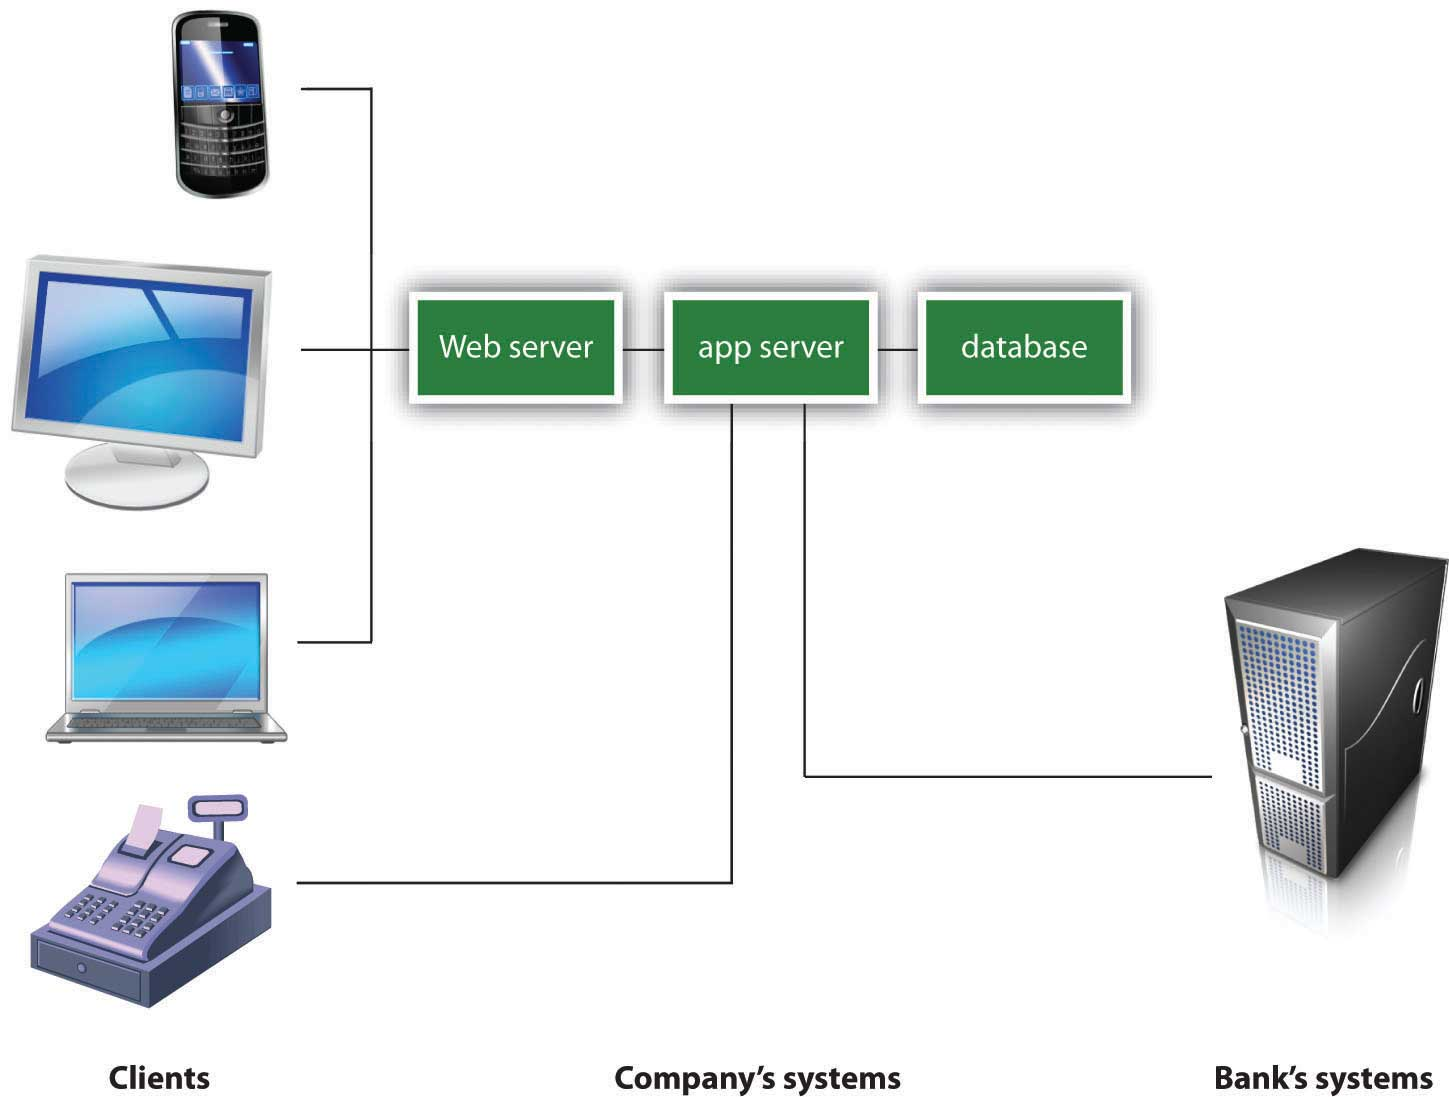 Web server
app server
database
Clients
Company’s systems
Bank’s systems